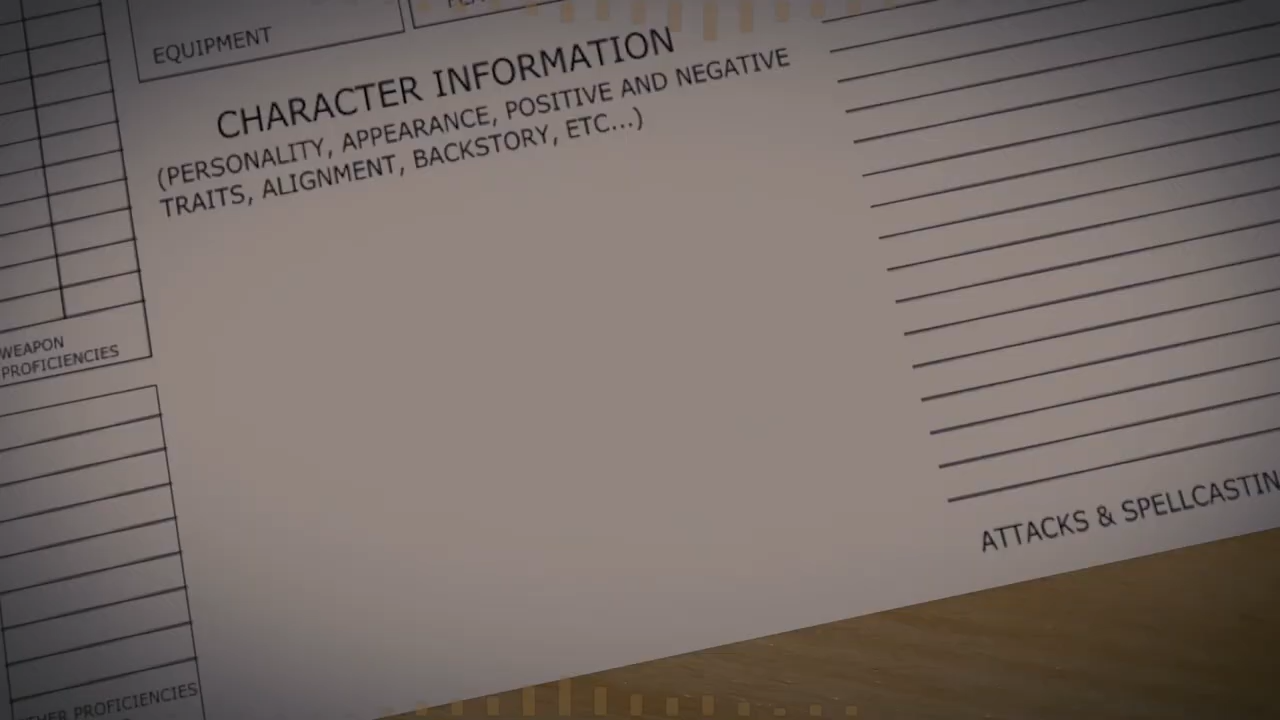 EQUIPMENT
CHARACTER INFORMATION
(PERSONALITY, APPEARANCE, POSITIVE AND NEGATIVE
TRAITS, ALIGNMENT, BACKSTORY, ETC...)
WEAPON
PROFICIENCIES
ATTACKS & SPELLCASTIN
PROFICIENCIES